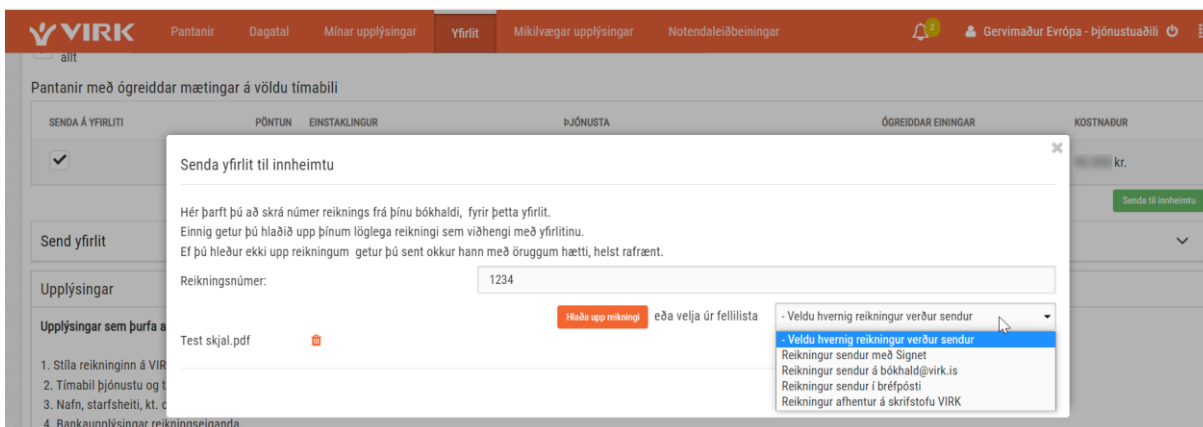 VIRK
Pantanir Dagatal Mínar upplýsingar Yfirlit Mikilvægar upplýsingar Notendaleiðbeiningar 2 Gervimaður Evrópa - Þjónustuaðili
allt
Pantanir með ógreiddar mætingar á völdu tímabili
SENDA Á YFIRLITI PÖNTUN EINSTAKLINGUR ÞJÓNUSTA ÓGREIDDAR EININGAR KOSTNAÐUR
kr.
Senda til innheimtu
Send yfirlit
Upplýsingar
Upplýsingar sem þurfa a
1. Stíla reikninginn á VIR
2. Tímabil þjónustu og t
3. Nafn, starfsheiti, kt. o
4. Bankaupplýsingar reikningseiganda
Senda yfirlit til innheimtu
Hér þarft þú að skrá númer reiknings frá þínu bókhaldi, fyrir þetta yfirlit.
Einnig getur þú hlaðið upp þínum löglega reikningi sem viðhengi með yfirlitinu.
Ef þú hleður ekki upp reikningum getur þú sent okkur hann með öruggum hætti, helst rafrænt.
Reikningsnúmer: 1234
Hlaða upp reikningi eða velja úr fellilista - Veldu hvernig reikningur verður sendur
Test skjal.pdf
- Veldu hvernig reikningur verður sendur
Reikningur sendur með Signet
Reikningur sendur á bókhald@virk.is
Reikningur sendur í bréfpósti
Reikningur afhentur á skrifstofu VIRK